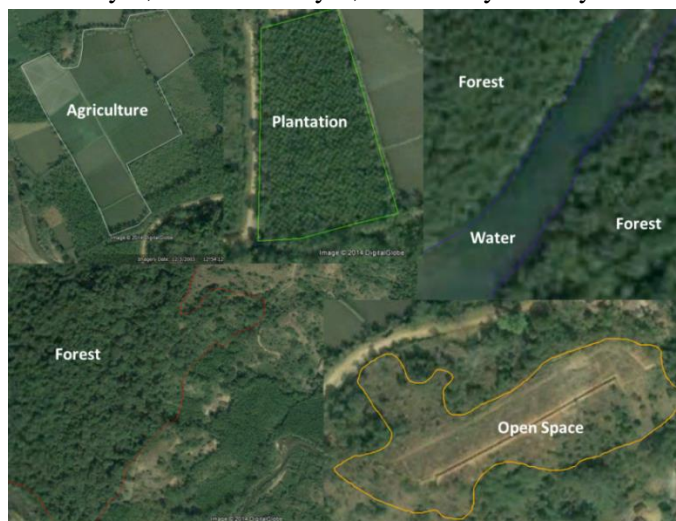 Agriculture
Plantation
Forest
Forest
Water
Image © 2014 DigitalGlobe
Image © 2014 DigitalGlobe
Forest
Open Space